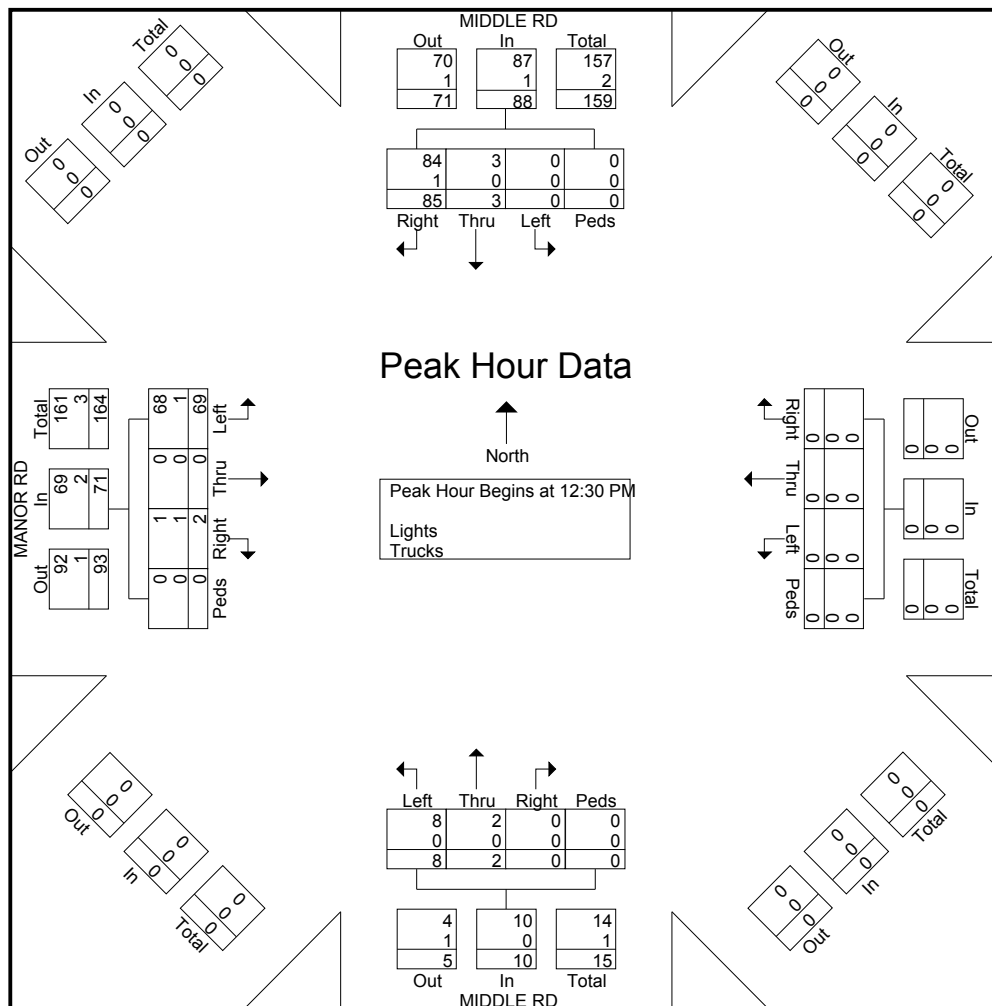 MIDDLE RD
Out In Total
70 87 157
1 1 2
71 88 159
84 3 0 0
1 0 0 0
85 3 0 0
Right Thru Left Peds
Total
0
0
0
In
0
0
0
Out
0
0
0
Out
0
0
0
In
0
0
0
Total
0
0
0
Peak Hour Data
North
Peak Hour Begins at 12:30 PM
Lights
Trucks
MANOR RD
Out In Total
92 69 161
1 2 3
93 71 164
0 1 0 68
0 1 0 1
0 2 0 69
Peds Right Thru Left
Right Thru Left Peds
0 0 0 0
0 0 0 0
0 0 0 0
Out In Total
0 0 0
0 0 0
0 0 0
Left Thru Right Peds
8 2 0 0
0 0 0 0
8 2 0 0
4 10 14
1 0 1
5 10 15
Out In Total
MIDDLE RD
Out
0
0
0
In
0
0
0
Total
0
0
0
Total
0
0
0
In
0
0
0
Out
0
0
0